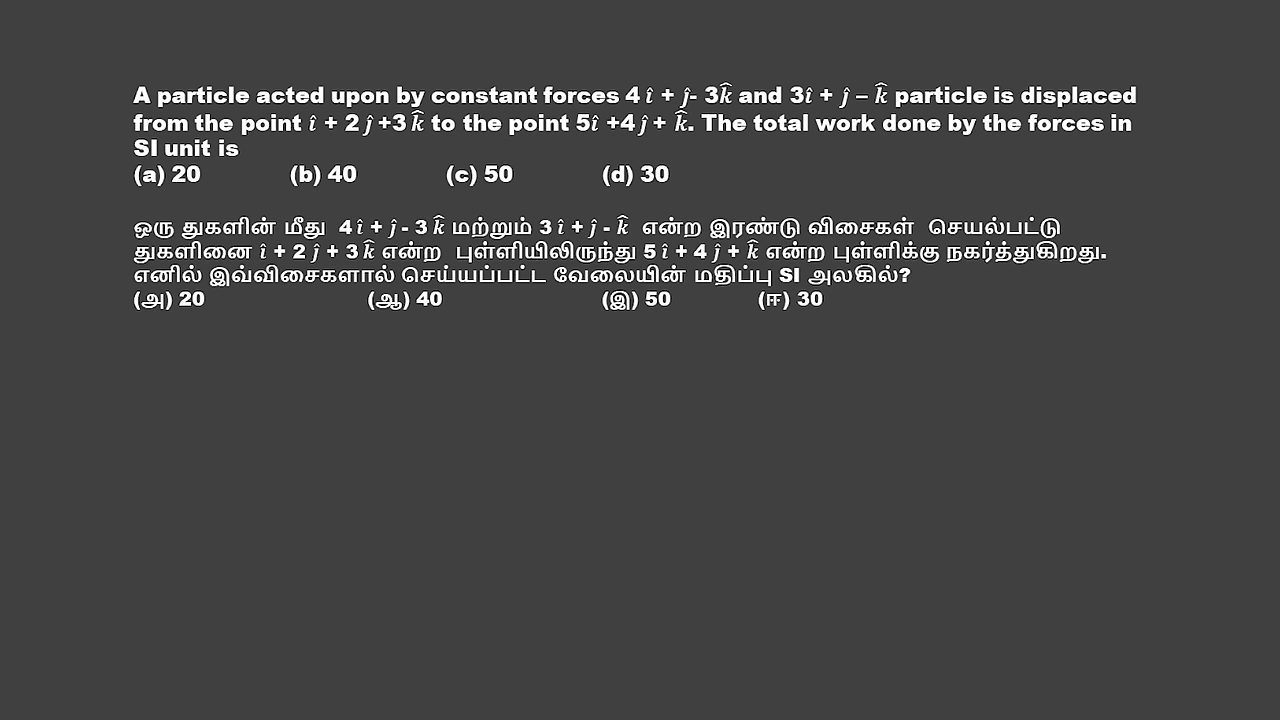 A particle acted upon by constant forces 4 î + ĵ- 3k̂ and 3î + ĵ – k̂ particle is displaced
from the point î + 2 ĵ +3 k̂ to the point 5î +4 ĵ + k̂. The total work done by the forces in
SI unit is
(a) 20 (b) 40 (c) 50 (d) 30
ஒரு துகளின் மீது 4 î + ĵ - 3 k̂ மற்றும் 3 î + ĵ - k̂ என்ற இரண்டு விசைகள் செயல்பட்டு
துகளினை î + 2 ĵ + 3 k̂ என்ற புள்ளியிலிருந்து 5 î + 4 ĵ + k̂ என்ற புள்ளிக்கு நகர்த்துகிறது.
எனில் இவ்விசைகளால் செய்யப்பட்ட வேலையின் மதிப்பு SI அலகில்?
(அ) 20 (ஆ) 40 (இ) 50 (ஈ) 30